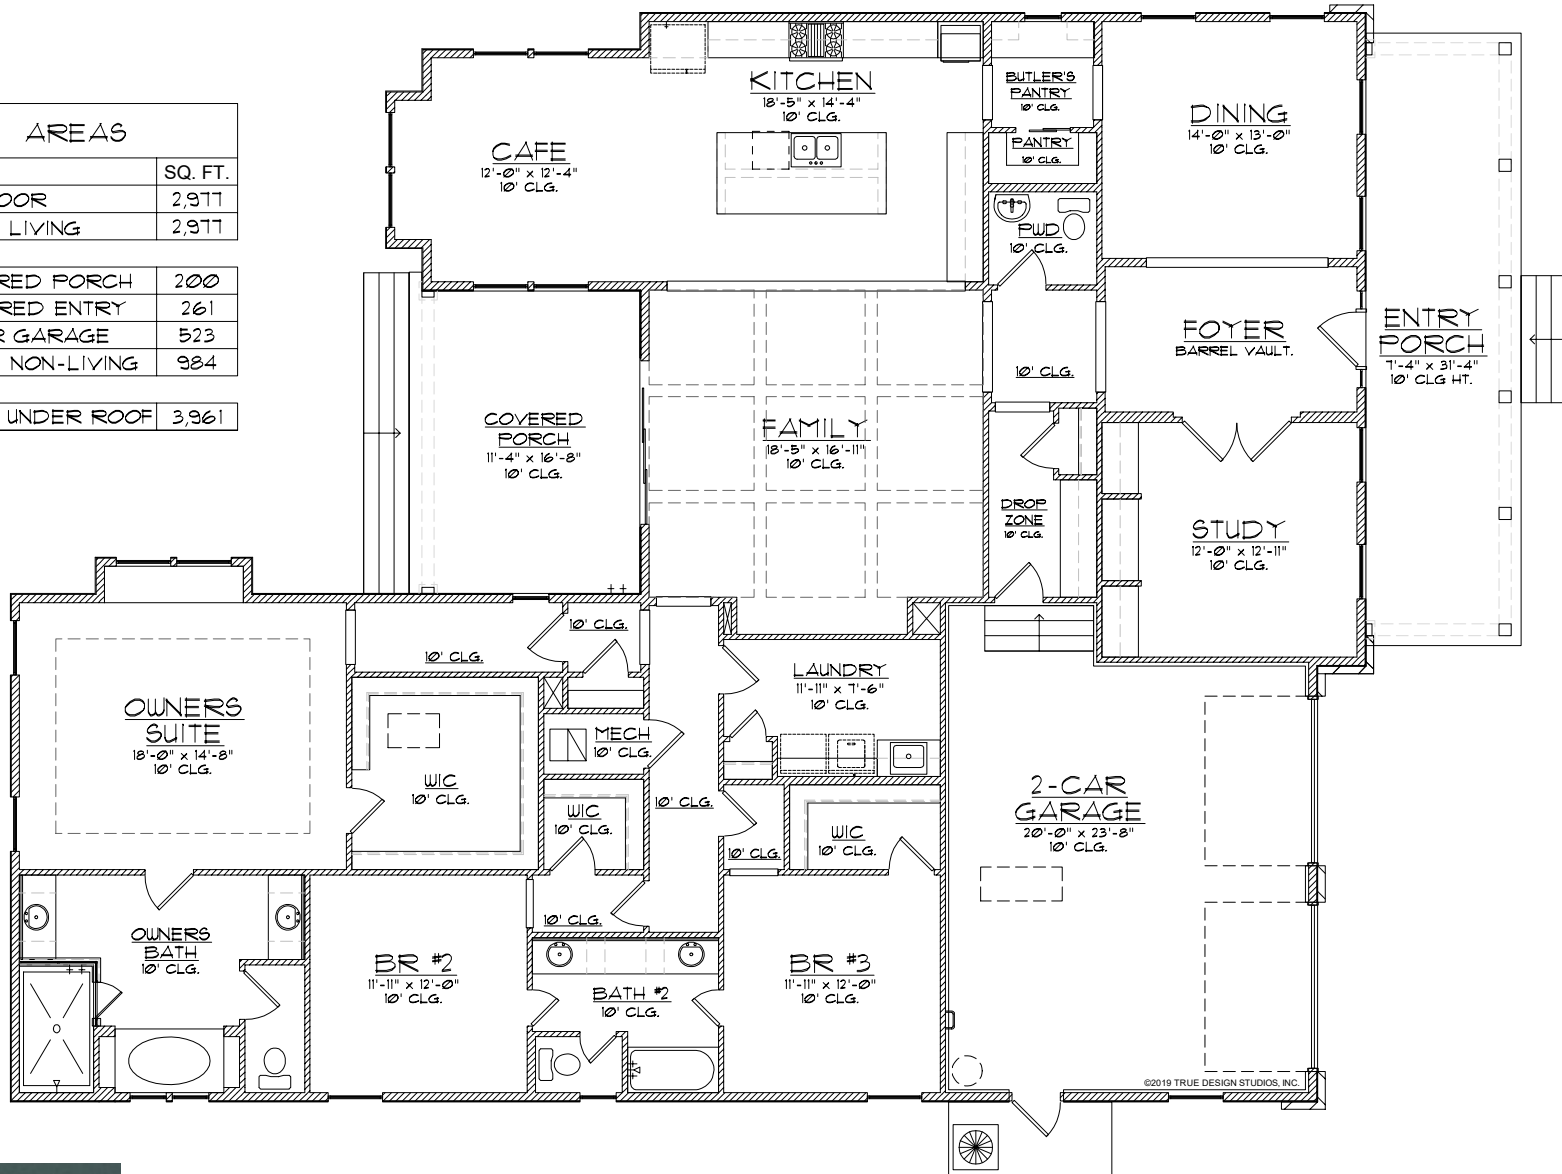 AREAS
SQ. FT.
OOR 2,977
LIVING 2,977
RED PORCH 200
RED ENTRY 261
R GARAGE 523
NON-LIVING 984
UNDER ROOF 3,961
KITCHEN
18'-5" x 14'-4"
10' CLG.
BUTLER'S
PANTRY
10' CLG.
PANTRY
10' CLG.
DINING
14'-0" x 13'-0"
10' CLG.
CAFE
12'-0" x 12'-4"
10' CLG.
PWD
10' CLG.
FOYER
BARREL VAULT.
ENTRY
PORCH
7'-4" x 31'-4"
10' CLG HT.
10' CLG.
COVERED
PORCH
11'-4" x 16'-8"
10' CLG.
FAMILY
18'-5" x 16'-11"
10' CLG.
DROP
ZONE
10' CLG.
STUDY
12'-0" x 12'-11"
10' CLG.
10' CLG.
10' CLG.
LAUNDRY
11'-11" x 7'-6"
10' CLG.
OWNERS
SUITE
18'-0" x 14'-8"
10' CLG.
MECH
10' CLG.
WIC
10' CLG.
WIC
10' CLG.
10' CLG.
WIC
10' CLG.
10' CLG.
2-CAR
GARAGE
20'-0" x 23'-8"
10' CLG.
10' CLG.
OWNERS
BATH
10' CLG.
BR #2
11'-11" x 12'-0"
10' CLG.
BATH #2
10' CLG.
BR #3
11'-11" x 12'-0"
10' CLG.
©2019 TRUE DESIGN STUDIOS, INC.